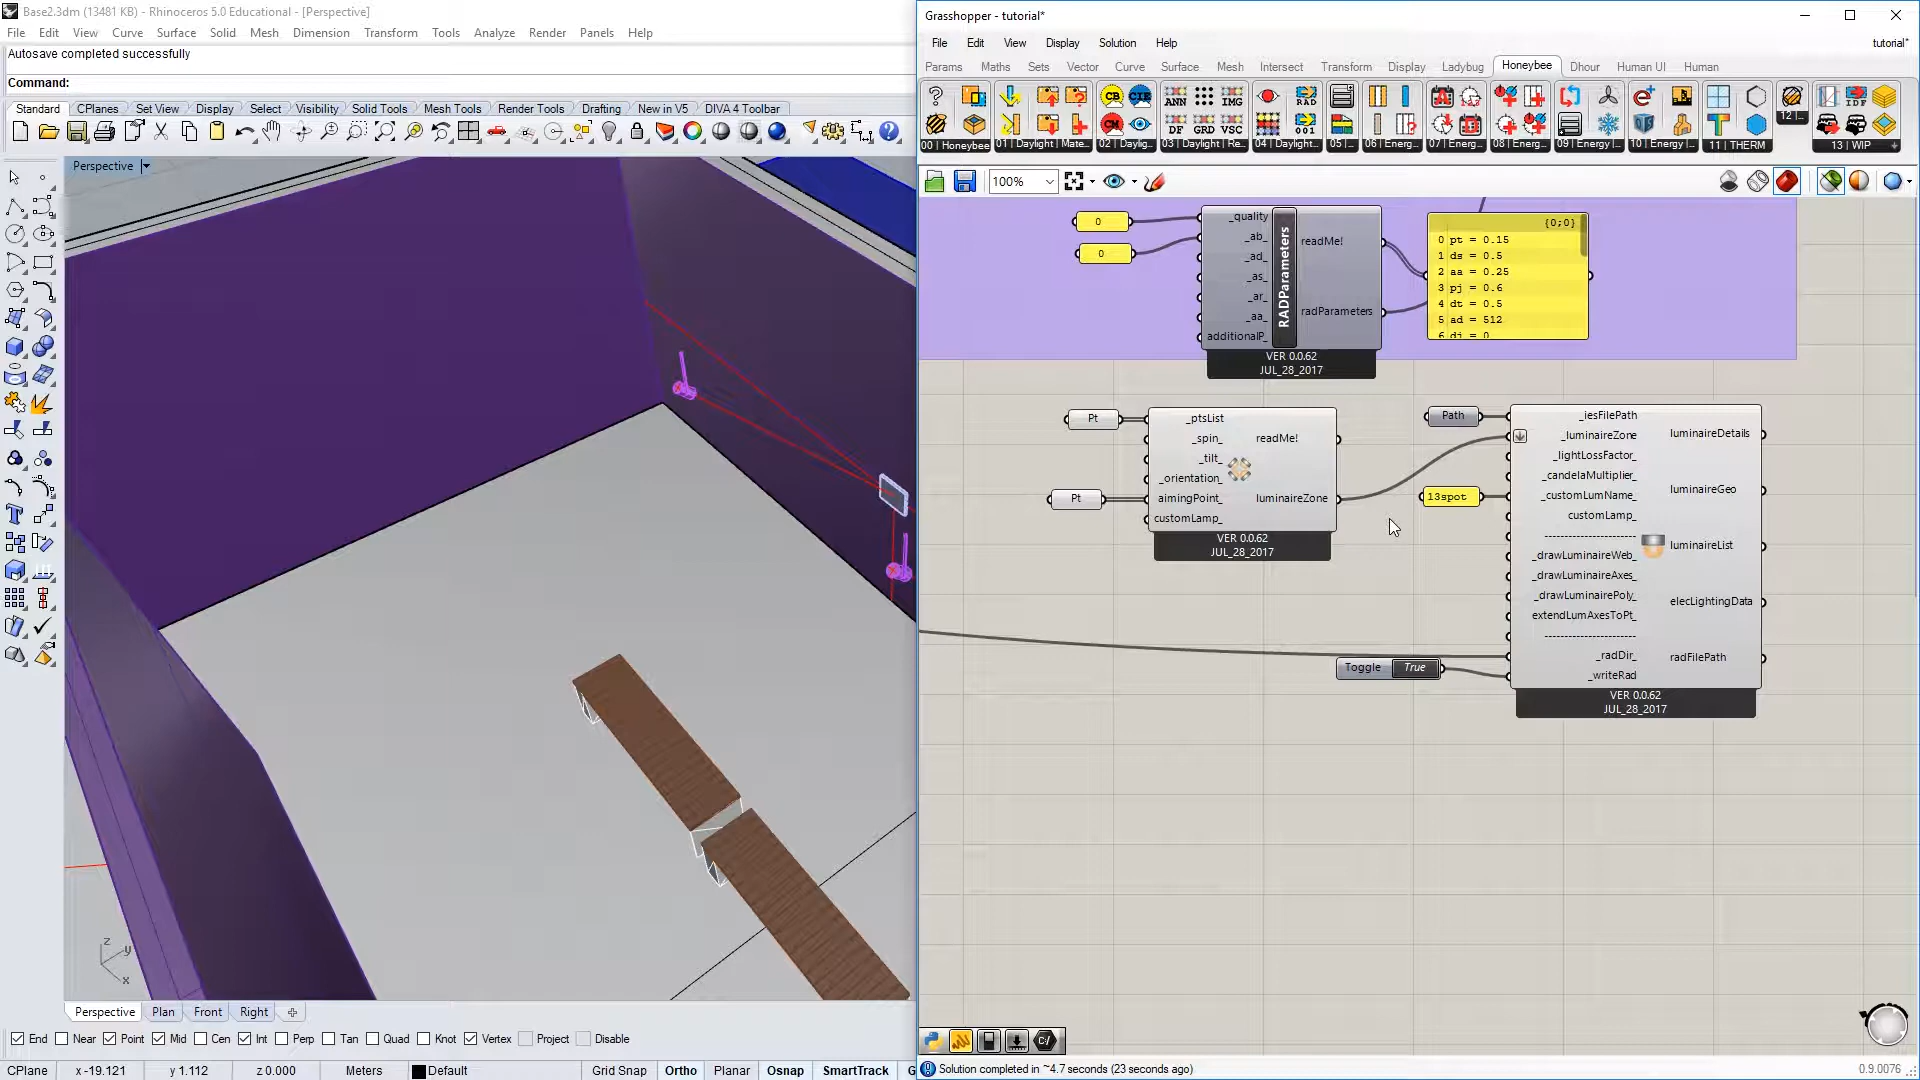 Base2.3dm (13481 KB) - Rhinoceros 5.0 Educational - [Perspective]
File Edit View Curve Surface Solid Mesh Dimension Transform Tools Analyze Render Panels Help
Autosave completed successfully
Command:
Standard CPlanes Set View Display Select Visibility Solid Tools Mesh Tools Render Tools Drafting New in V5 DIVA 4 Toolbar
Perspective
z
y
x
Perspective Plan Front Right
End Near Point Mid Cen Int Perp Tan Quad Knot Vertex Project Disable
CPlane x -19.121 y 1.112 z 0.000 Meters Default Grid Snap Ortho Planar Osnap SmartTrack G
Grasshopper - tutorial*
File Edit View Display Solution Help tutorial*
Params Maths Sets Vector Curve Surface Mesh Intersect Transform Display Ladybug Honeybee Dhour Human UI Human
00 | Honeybee 01 | Daylight | Mate... 02 | Daylig... 03 | Daylight | Re... 04 | Daylight... 05 |... 06 | Energ... 07 | Energ... 08 | Energ... 09 | Energy |... 10 | Energy |... 11 | THERM 12 |... 13 | WIP
100%
0
0
_quality
_ab_
_ad_
_as_
_ar_
_aa_
additionalP_
RADParameters
readMe!
radParameters
VER 0.0.62
JUL_28_2017
{0;0}
0 pt = 0.15
1 ds = 0.5
2 aa = 0.25
3 pj = 0.6
4 dt = 0.5
5 ad = 512
6 di = 0
Pt
Pt
_ptsList
_spin_
_tilt_
_orientation_
aimingPoint_
customLamp_
readMe!
luminaireZone
VER 0.0.62
JUL_28_2017
Path
13spot
Toggle True
_iesFilePath
_luminaireZone
_lightLossFactor_
_candelaMultiplier_
_customLumName_
customLamp_
-----------------------
_drawLuminaireWeb_
_drawLuminaireAxes_
_drawLuminairePoly_
extendLumAxesToPt_
-----------------------
_radDir_
_writeRad
luminaireDetails
luminaireGeo
luminaireList
elecLightingData
radFilePath
VER 0.0.62
JUL_28_2017
Solution completed in ~4.7 seconds (23 seconds ago)
0.9.0076